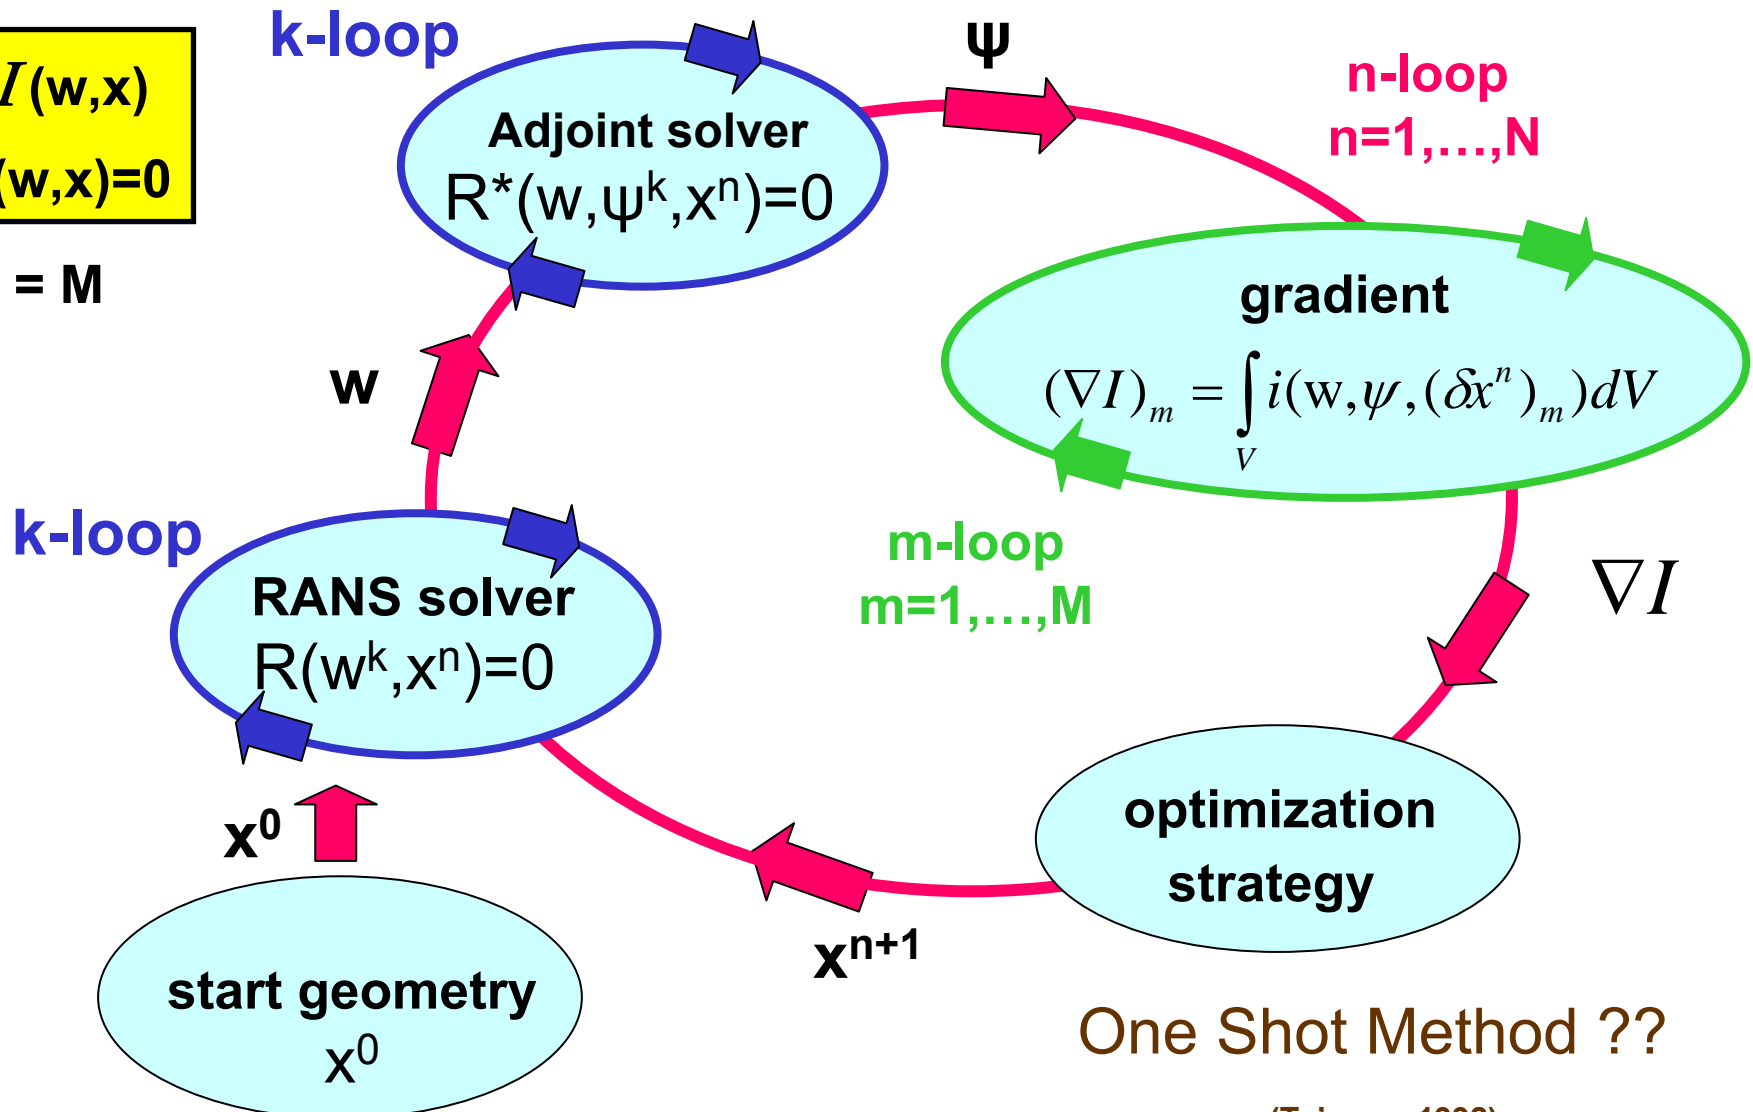 k-loop
ψ
I(w,x)
(w,x)=0
= M
n-loop
n=1,…,N
Adjoint solver
R*(w,ψᵏ,xⁿ)=0
gradient
(∇I)ₘ = ∫ i(w,ψ,(δxⁿ)ₘ)dV
V
w
k-loop
RANS solver
R(wᵏ,xⁿ)=0
m-loop
m=1,…,M
∇I
x⁰
optimization
strategy
xⁿ⁺¹
start geometry
x⁰
One Shot Method ??